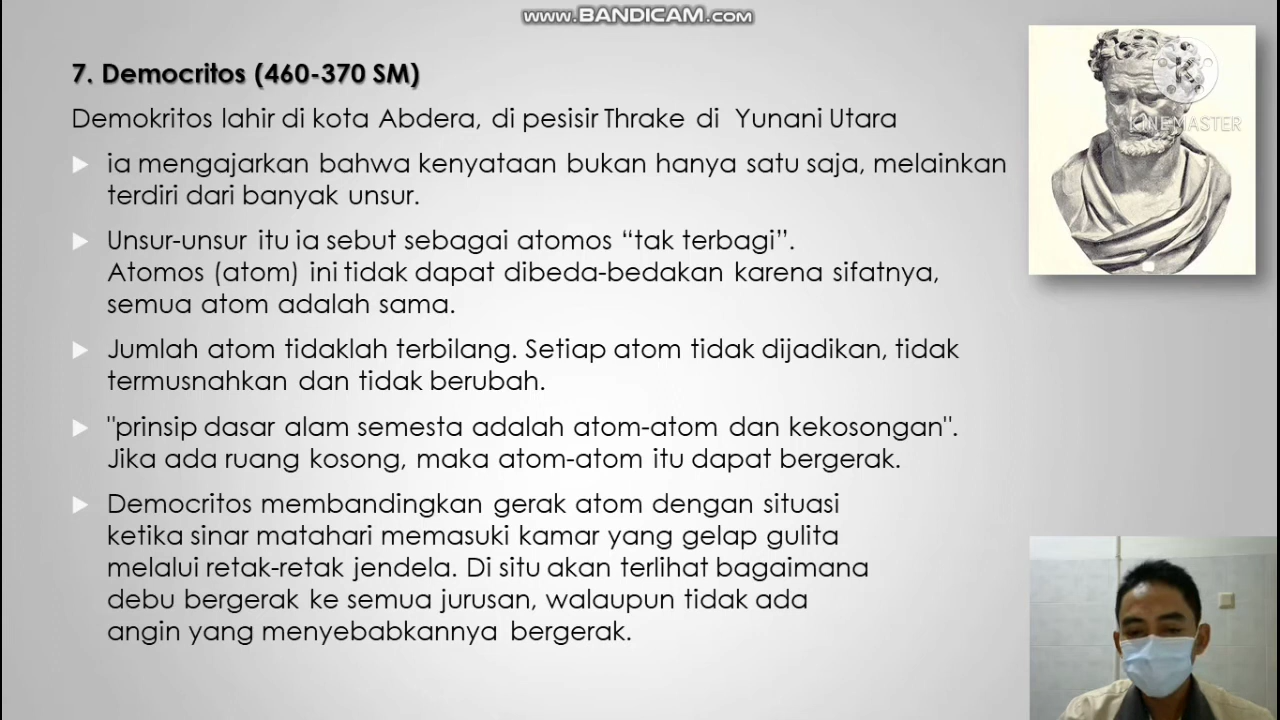 www.BANDICAM.com
7. Democritos (460-370 SM)
Demokritos lahir di kota Abdera, di pesisir Thrake di Yunani Utara
ia mengajarkan bahwa kenyataan bukan hanya satu saja, melainkan
terdiri dari banyak unsur.
Unsur-unsur itu ia sebut sebagai atomos “tak terbagi”.
Atomos (atom) ini tidak dapat dibeda-bedakan karena sifatnya,
semua atom adalah sama.
Jumlah atom tidaklah terbilang. Setiap atom tidak dijadikan, tidak
termusnahkan dan tidak berubah.
"prinsip dasar alam semesta adalah atom-atom dan kekosongan".
Jika ada ruang kosong, maka atom-atom itu dapat bergerak.
Democritos membandingkan gerak atom dengan situasi
ketika sinar matahari memasuki kamar yang gelap gulita
melalui retak-retak jendela. Di situ akan terlihat bagaimana
debu bergerak ke semua jurusan, walaupun tidak ada
angin yang menyebabkannya bergerak.
K
KINEMASTER